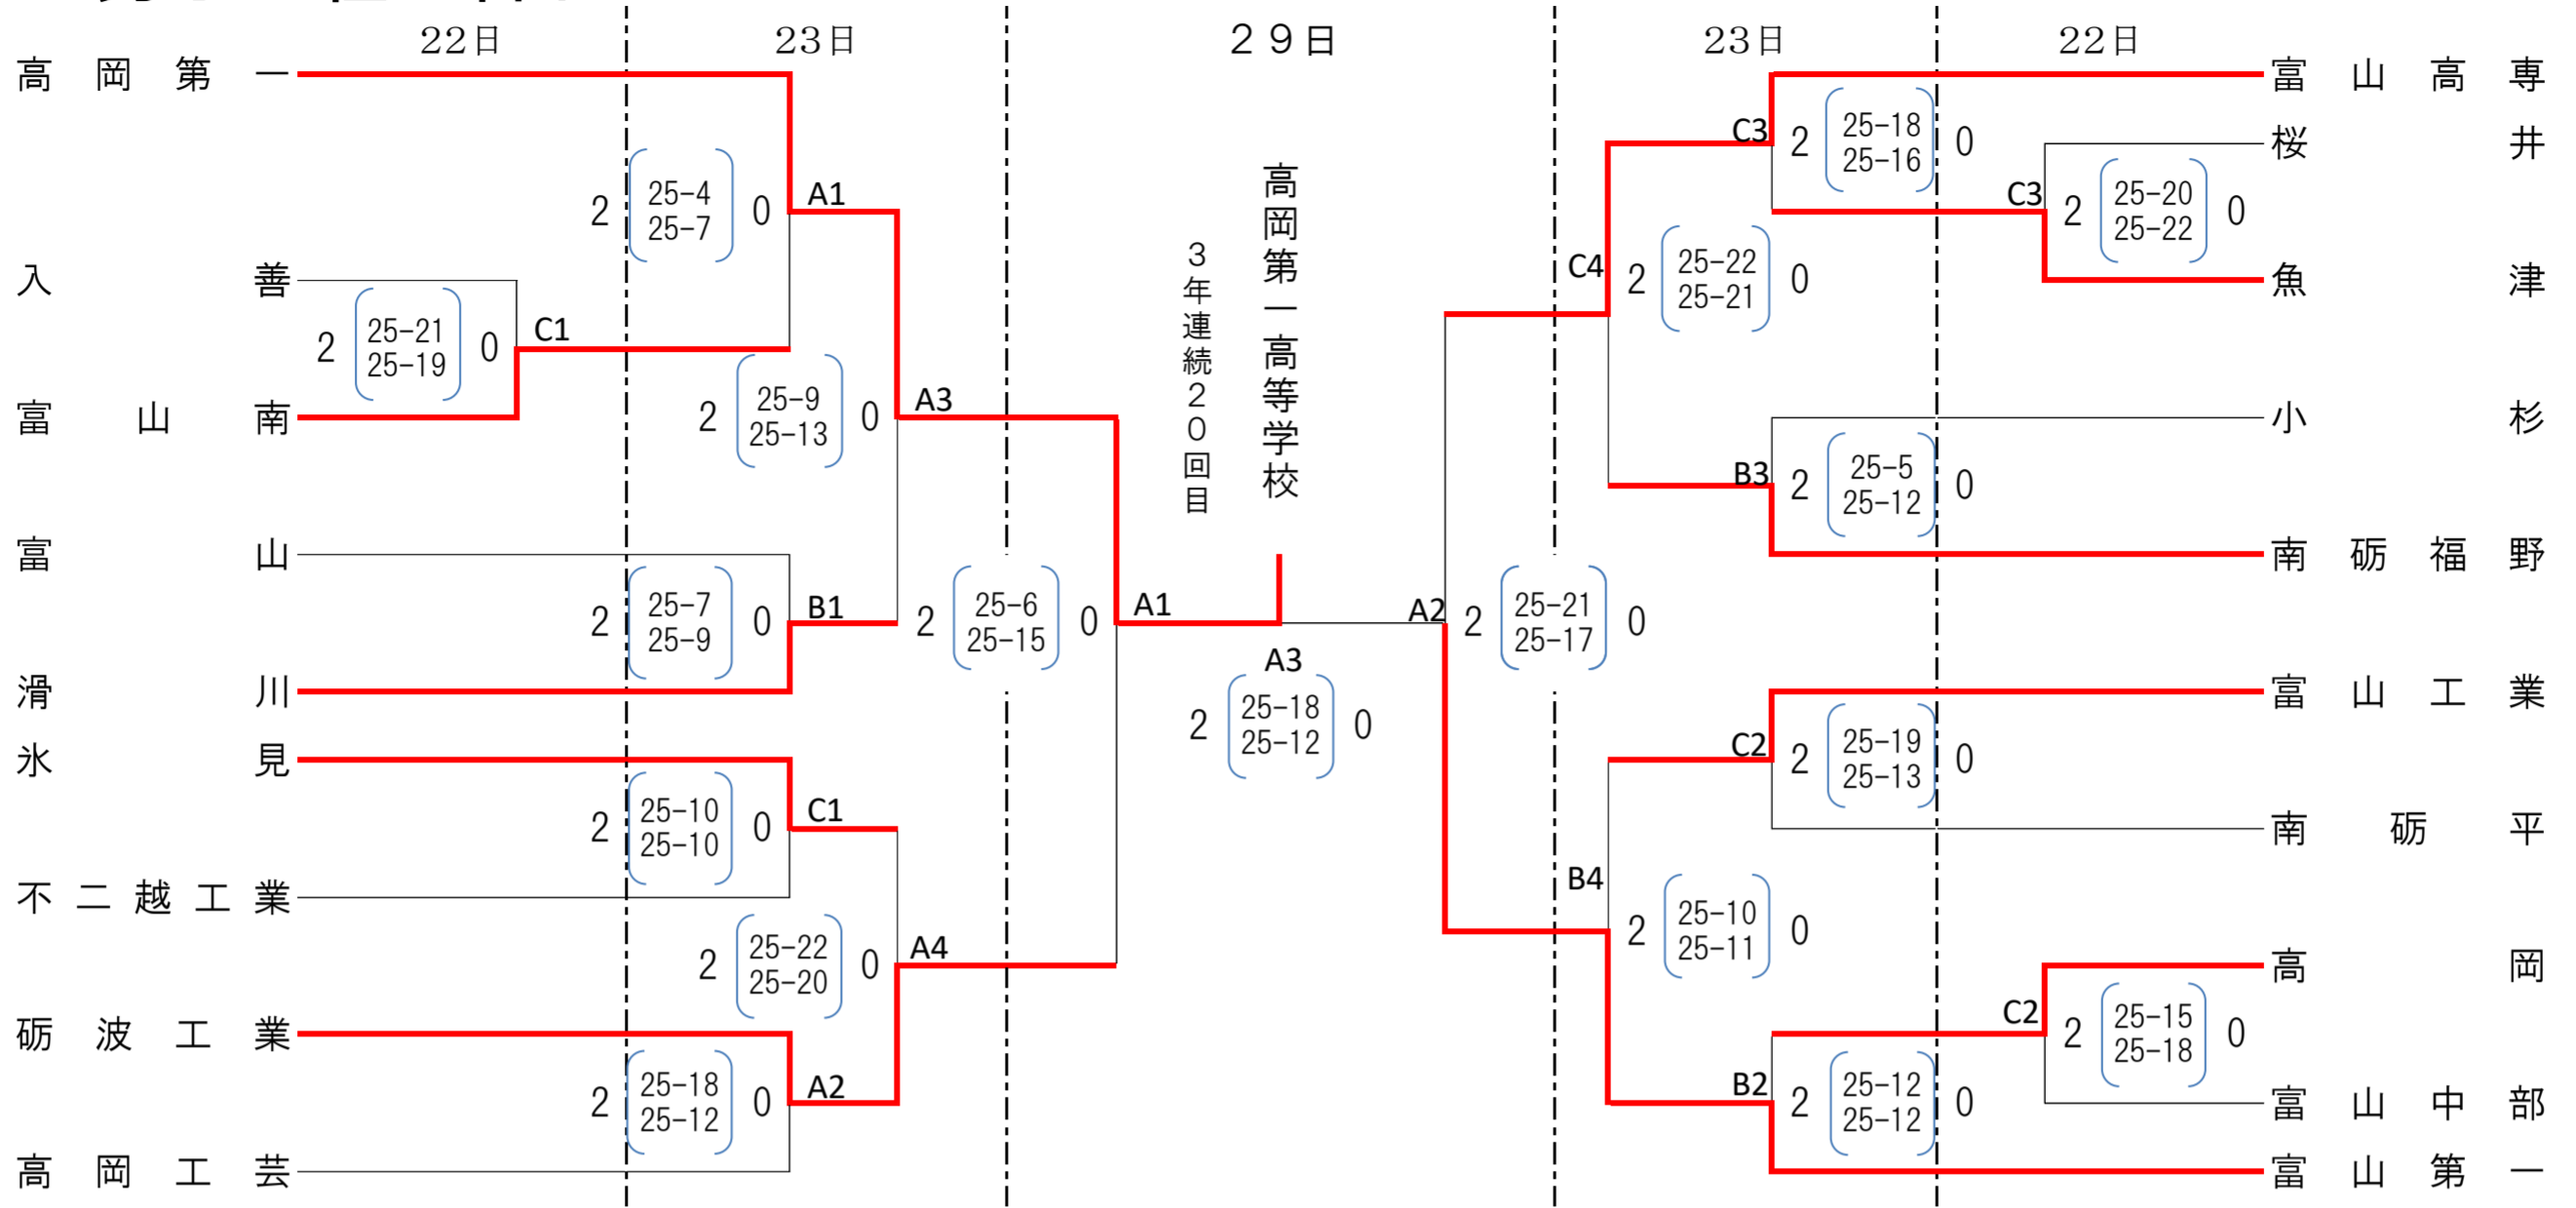 22日
23日
29日
23日
22日
高岡第一
富山高専
桜井
C3
2 25-18 25-16 0
C3
2 25-20 25-22 0
A1
2 25-4 25-7 0
高岡第一高等学校
3年連続20回目
入善
魚津
C4
2 25-22 25-21 0
C1
2 25-21 25-19 0
富山南
小杉
A3
2 25-9 25-13 0
B3
2 25-5 25-12 0
富山
南砺福野
B1
2 25-7 25-9 0
2 25-6 25-15 0
A1
A2
2 25-21 25-17 0
A3
2 25-18 25-12 0
滑川
富山工業
氷見
C2
2 25-19 25-13 0
C1
2 25-10 25-10 0
南砺平
不二越工業
B4
2 25-10 25-11 0
A4
2 25-22 25-20 0
高岡
砺波工業
C2
2 25-15 25-18 0
A2
2 25-18 25-12 0
B2
2 25-12 25-12 0
富山中部
高岡工芸
富山第一